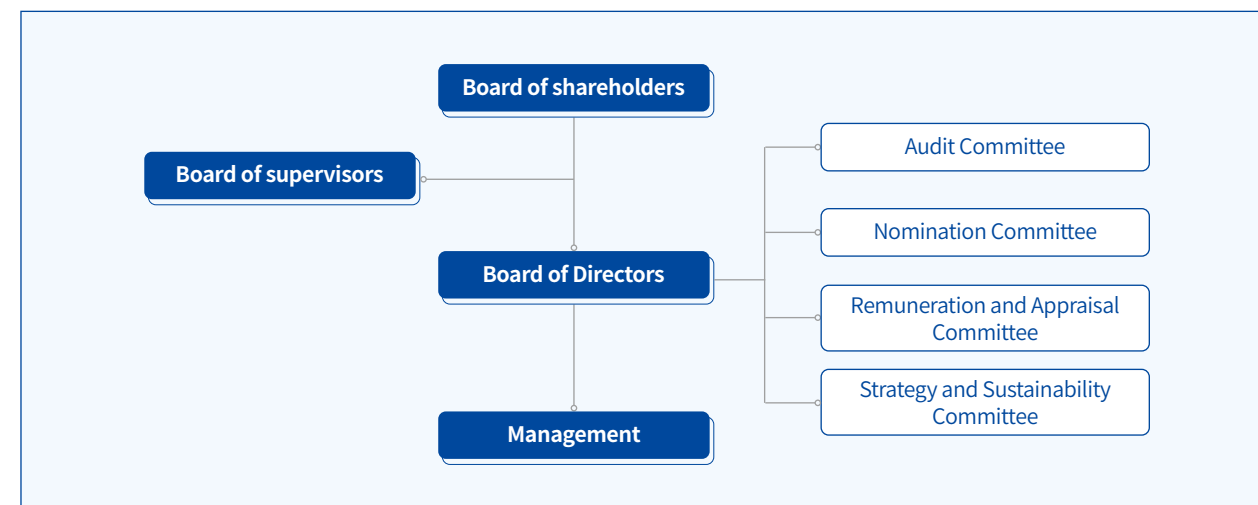 Board of shareholders
Board of supervisors
Board of Directors
Management
Audit Committee
Nomination Committee
Remuneration and Appraisal
Committee
Strategy and Sustainability
Committee